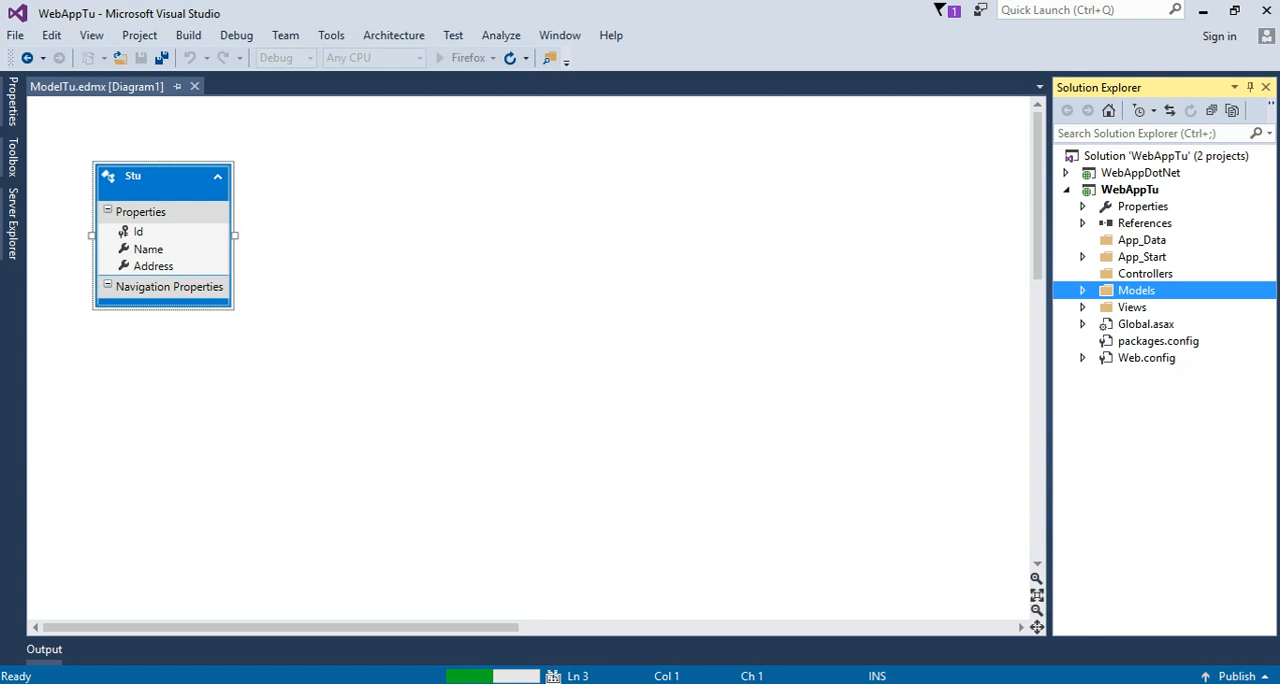 WebAppTu - Microsoft Visual Studio
1
Quick Launch (Ctrl+Q)
File Edit View Project Build Debug Team Tools Architecture Test Analyze Window Help
Sign in
Debug Any CPU Firefox
Properties
Toolbox
Server Explorer
ModelTu.edmx [Diagram1]
Stu
Properties
Id
Name
Address
Navigation Properties
Solution Explorer
Search Solution Explorer (Ctrl+;)
Solution 'WebAppTu' (2 projects)
WebAppDotNet
WebAppTu
Properties
References
App_Data
App_Start
Controllers
Models
Views
Global.asax
packages.config
Web.config
Output
Ready Ln 3 Col 1 Ch 1 INS Publish